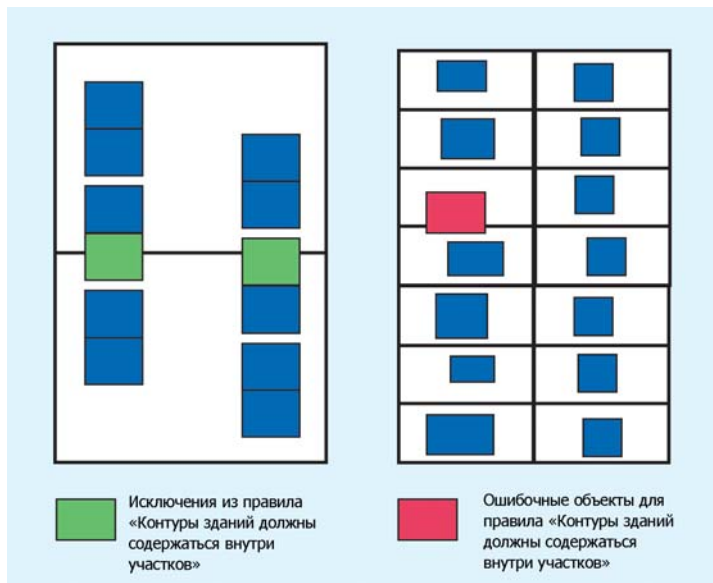 Исключения из правила
«Контуры зданий должны
содержаться внутри
участков»
Ошибочные объекты для
правила «Контуры зданий
должны содержаться
внутри участков»